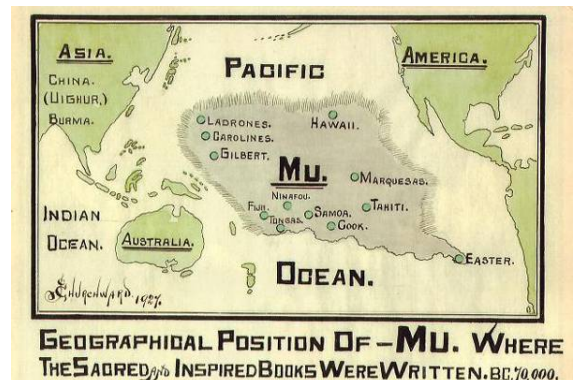 ASIA.
AMERICA.
PACIFIC
CHINA.
(UIGHUR.)
BURMA.
LADRONES.
HAWAII.
CAROLINES.
GILBERT.
MU.
MARQUESAS.
NINAFOU.
FIJI.
SAMOA.
TAHITI.
TONGAS.
COOK.
INDIAN
OCEAN.
AUSTRALIA.
EASTER.
OCEAN.
J CHURCHWARD. 1927.
GEOGRAPHICAL POSITION OF - MU. WHERE
THE SACRED AND INSPIRED BOOKS WERE WRITTEN. B.C. 70,000.